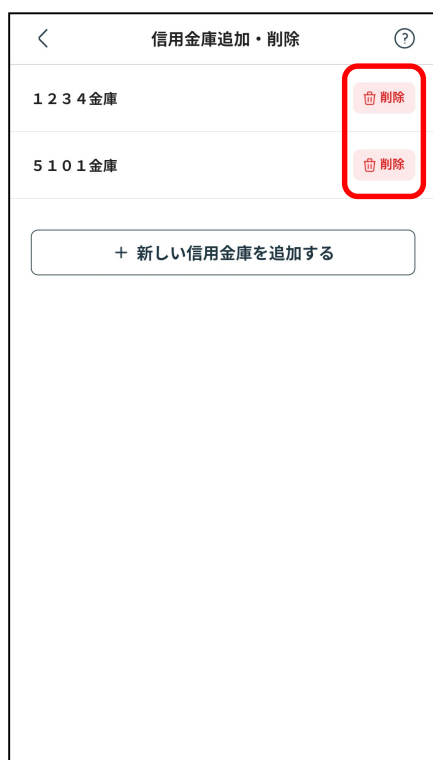 信用金庫追加・削除
?
1234金庫
削除
5101金庫
削除
+ 新しい信用金庫を追加する